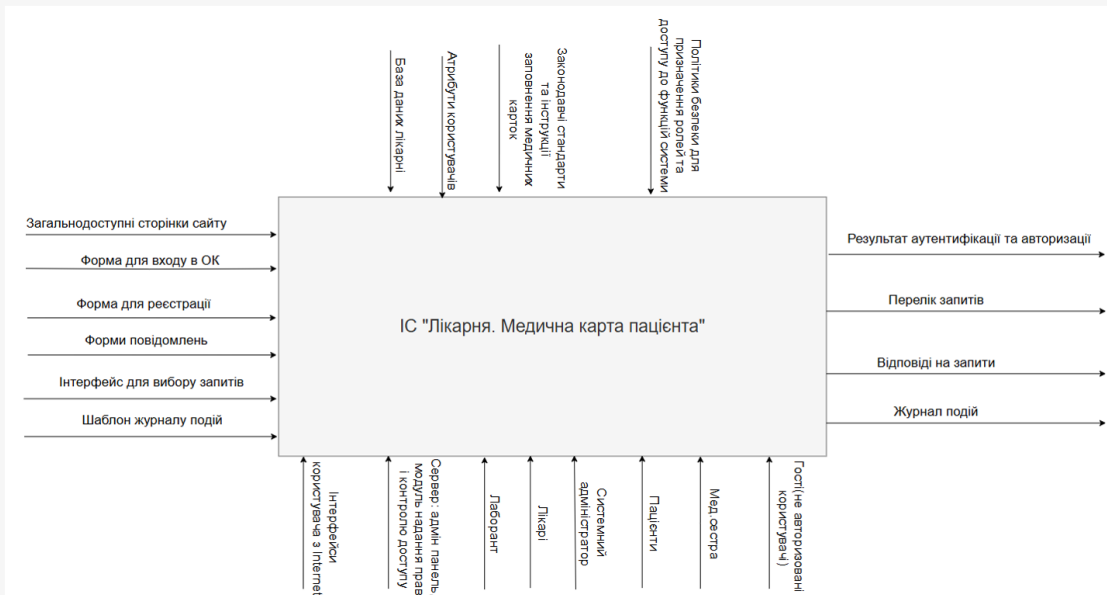 База даних лікарні
Атрибути користувачів
Законодавчі стандарти
та інструкції
заповнення медичних
карток
Політики безпеки для
призначення ролей та
доступу до функцій системи
Загальнодоступні сторінки сайту
Форма для входу в ОК
Форма для реєстрації
Форми повідомлень
Інтерфейс для вибору запитів
Шаблон журналу подій
ІС "Лікарня. Медична карта пацієнта"
Результат аутентифікації та авторизації
Перелік запитів
Відповіді на запити
Журнал подій
Інтерфейси
користувача з Internet
Сервер: адмін панель,
модуль надання прав
і контролю доступу
Лаборант
Лікарі
Системний
адміністратор
Пацієнти
Мед.сестра
Гості(не авторизовані
користувачі)